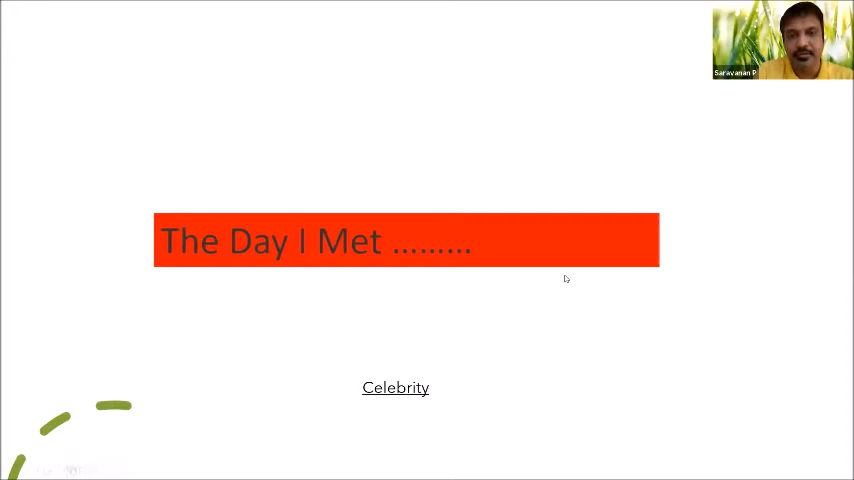 Saravanan P
The Day I Met .........
Celebrity